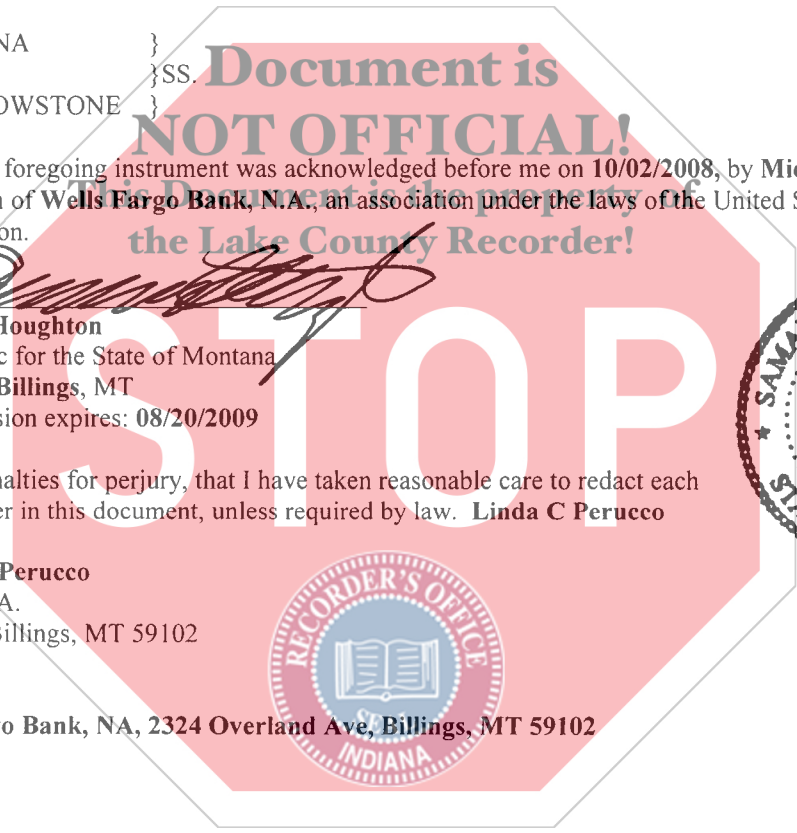 NA }
}SS.
OWSTONE }
foregoing instrument was acknowledged before me on 10/02/2008, by Mic
n of Wells Fargo Bank, N.A., an association under the laws of the United S
on.
Houghton
c for the State of Montana
Billings, MT
sion expires: 08/20/2009
nalties for perjury, that I have taken reasonable care to redact each
er in this document, unless required by law. Linda C Perucco
Perucco
A.
Billings, MT 59102
o Bank, NA, 2324 Overland Ave, Billings, MT 59102
Document is
NOT OFFICIAL!
This Document is the property of
the Lake County Recorder!
STOP
RECORDER'S OFFICE
SEAL
INDIANA
SAMA